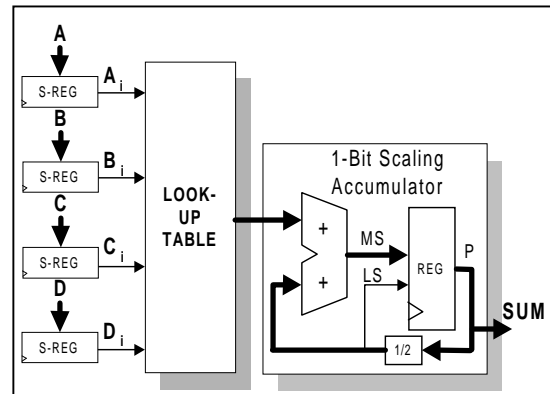 A
S-REG
A i
B
S-REG
B i
C
S-REG
C i
D
S-REG
D i
LOOK-
UP
TABLE
1-Bit Scaling
Accumulator
+
+
MS
LS
REG
P
1/2
SUM